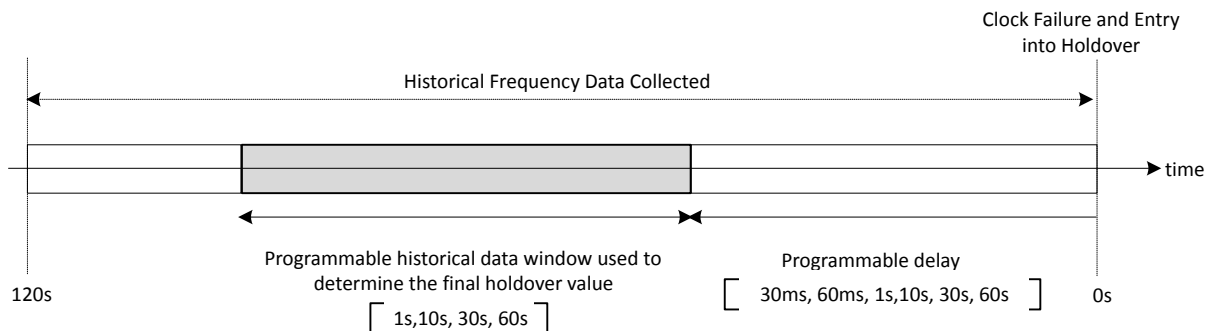 Clock Failure and Entry
into Holdover
Historical Frequency Data Collected
time
Programmable historical data window used to
determine the final holdover value
1s,10s, 30s, 60s
Programmable delay
30ms, 60ms, 1s,10s, 30s, 60s
120s
0s